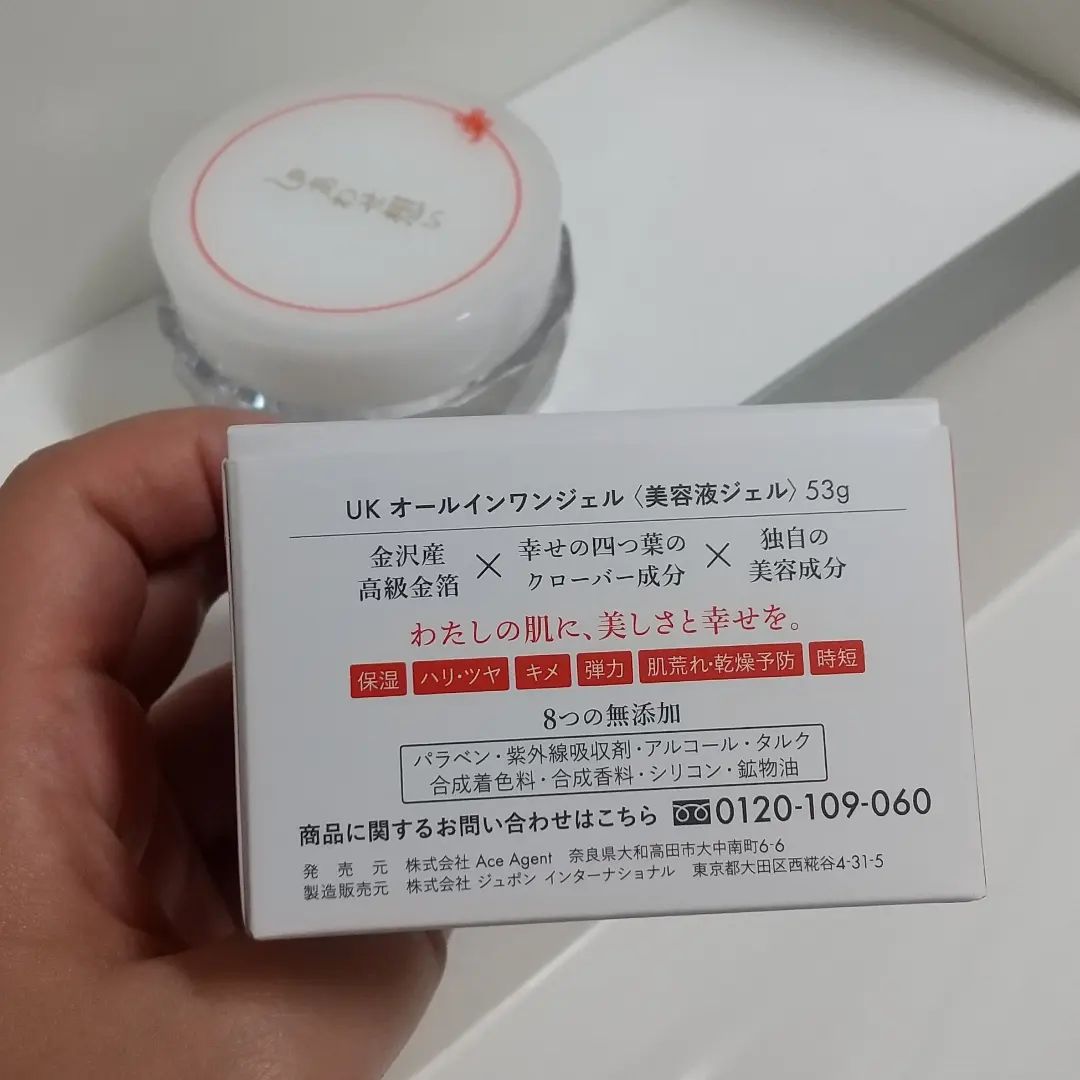 しあわせ想い
UK オールインワンジェル〈美容液ジェル〉53g
金沢産
高級金箔
×
幸せの四つ葉の
クローバー成分
×
独自の
美容成分
わたしの肌に、美しさと幸せを。
保湿 ハリ・ツヤ キメ 弾力 肌荒れ・乾燥予防 時短
8つの無添加
パラベン・紫外線吸収剤・アルコール・タルク
合成着色料・合成香料・シリコン・鉱物油
商品に関するお問い合わせはこちら 0120-109-060
発売元 株式会社 Ace Agent 奈良県大和高田市大中南町6-6
製造販売元 株式会社 ジュポン インターナショナル 東京都大田区西糀谷4-31-5